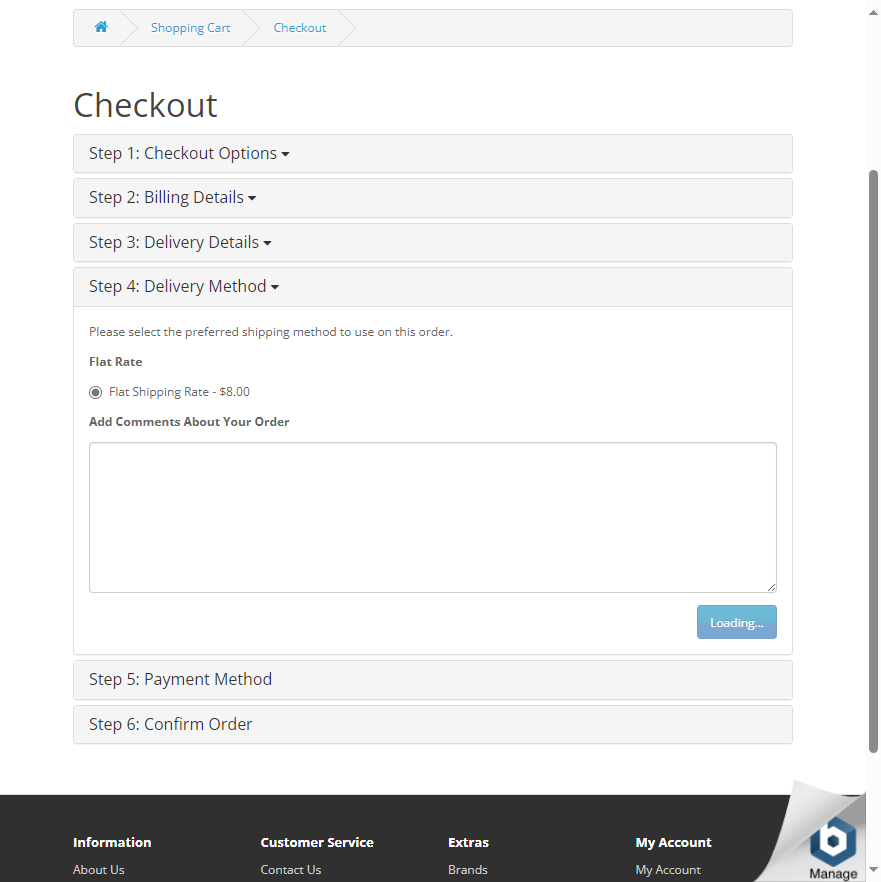 Shopping Cart
Checkout
Checkout
Step 1: Checkout Options
Step 2: Billing Details
Step 3: Delivery Details
Step 4: Delivery Method
Please select the preferred shipping method to use on this order.
Flat Rate
Flat Shipping Rate - $8.00
Add Comments About Your Order
Loading...
Step 5: Payment Method
Step 6: Confirm Order
Information
Customer Service
Extras
My Account
About Us
Contact Us
Brands
My Account
b
Manage